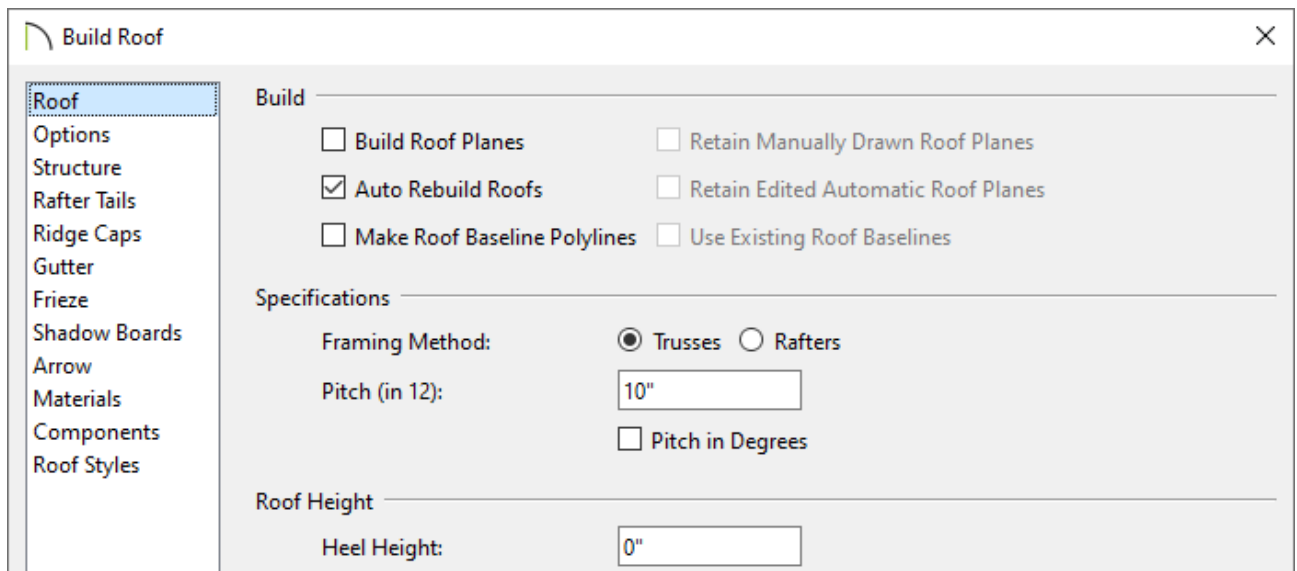 Build Roof
Roof
Options
Structure
Rafter Tails
Ridge Caps
Gutter
Frieze
Shadow Boards
Arrow
Materials
Components
Roof Styles
Build
Build Roof Planes
Retain Manually Drawn Roof Planes
Auto Rebuild Roofs
Retain Edited Automatic Roof Planes
Make Roof Baseline Polylines
Use Existing Roof Baselines
Specifications
Framing Method: Trusses Rafters
Pitch (in 12): 10"
Pitch in Degrees
Roof Height
Heel Height: 0"